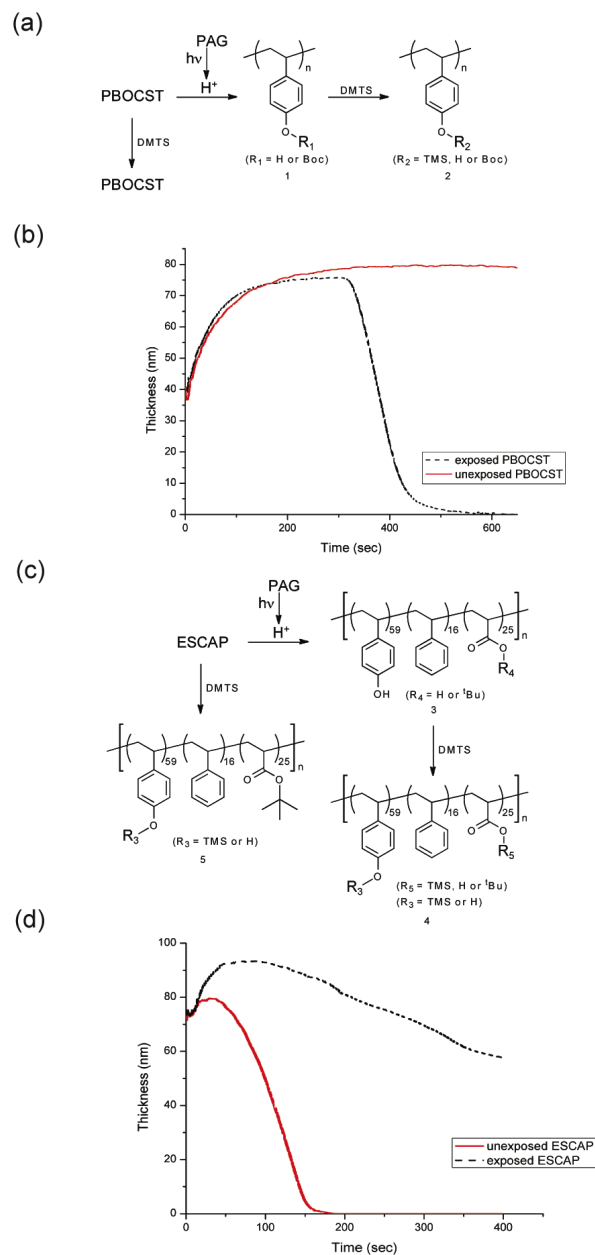 (a)
PAG
hν
H⁺
PBOCST
DMTS
PBOCST
n
O
R₁
(R₁ = H or Boc)
1
DMTS
n
O
R₂
(R₂ = TMS, H or Boc)
2
(b)
Thickness (nm)
80
70
60
50
40
30
20
10
0
0 200 400 600
Time (sec)
exposed PBOCST
unexposed PBOCST
(c)
PAG
hν
H⁺
ESCAP
DMTS
59 16 25 n
OH
O
O
R₄
(R₄ = H or ᵗBu)
3
DMTS
59 16 25 n
O
R₃
O
O
(R₃ = TMS or H)
5
59 16 25 n
O
R₃
O
O
R₅
(R₅ = TMS, H or ᵗBu)
(R₃ = TMS or H)
4
(d)
Thickness (nm)
100
80
60
40
20
0
0 100 200 300 400
Time (sec)
unexposed ESCAP
exposed ESCAP